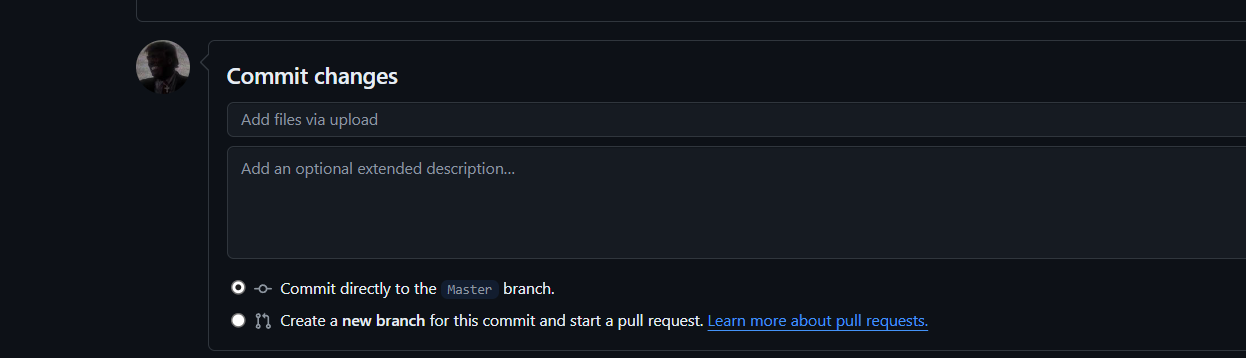 Commit changes
Add files via upload
Add an optional extended description...
Commit directly to the Master branch.
Create a new branch for this commit and start a pull request. Learn more about pull requests.